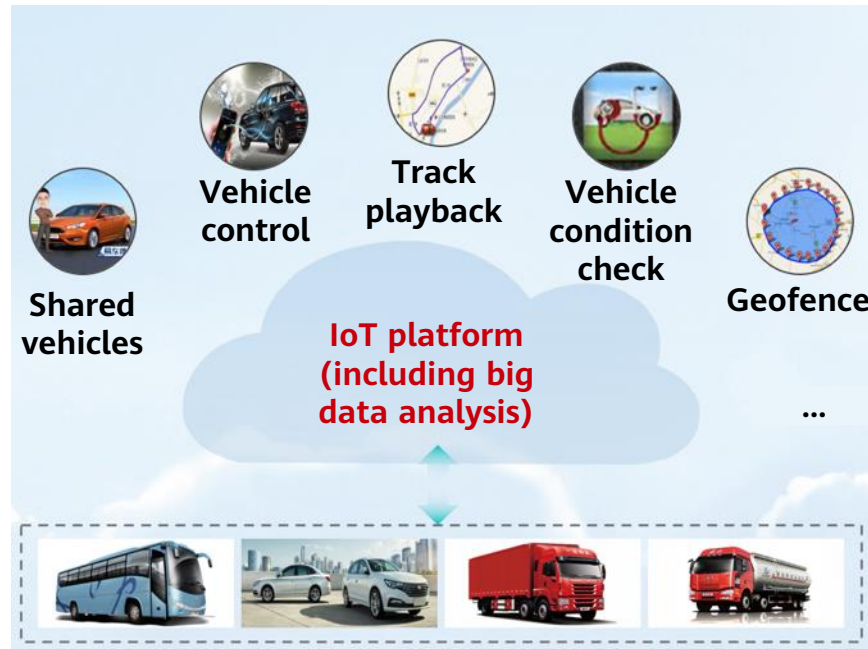 Vehicle
control
Track
playback
Vehicle
condition
check
Shared
vehicles
Geofence
IoT platform
(including big
data analysis)
...